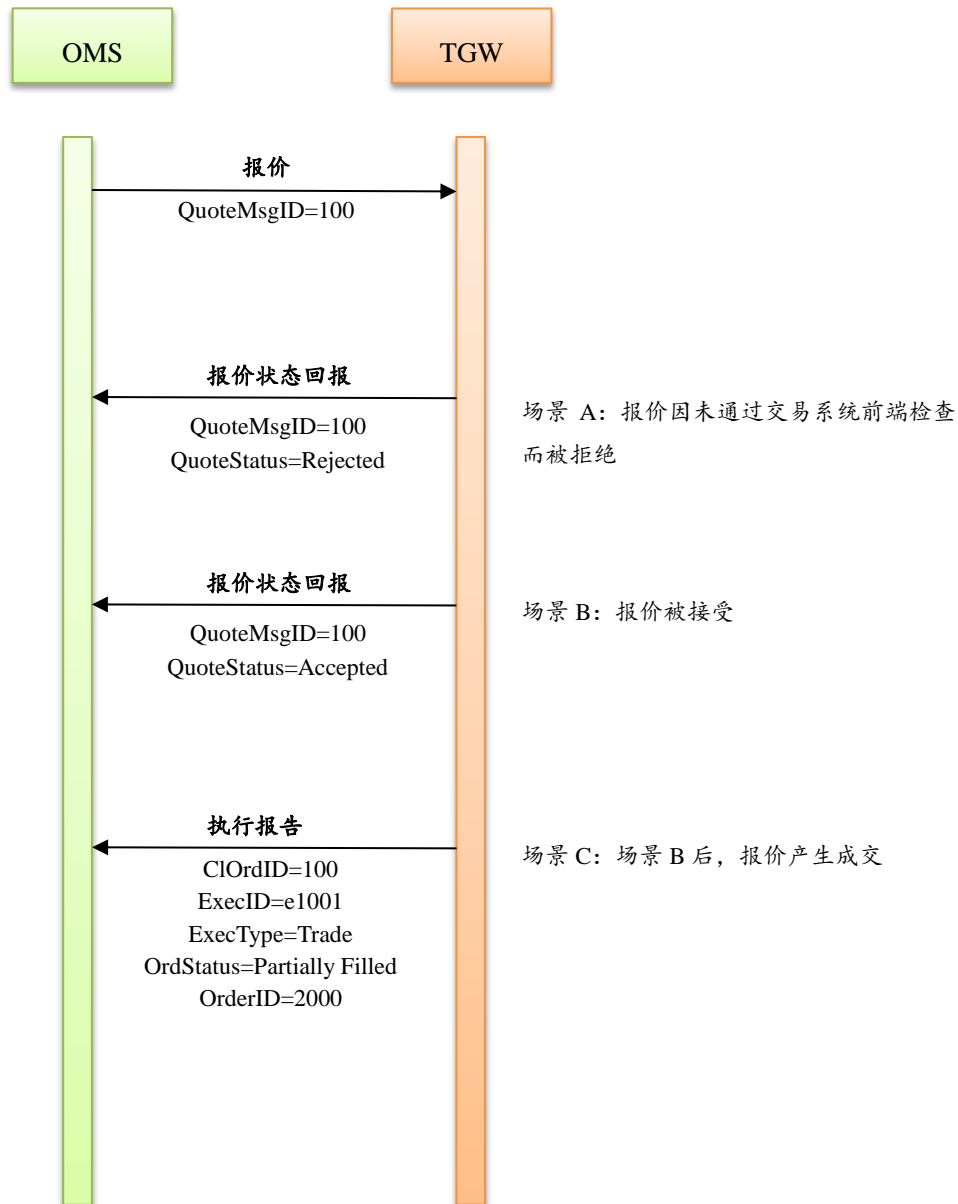 OMS
TGW
报价
QuoteMsgID=100
报价状态回报
QuoteMsgID=100
QuoteStatus=Rejected
场景 A：报价因未通过交易系统前端检查
而被拒绝
报价状态回报
QuoteMsgID=100
QuoteStatus=Accepted
场景 B：报价被接受
执行报告
ClOrdID=100
ExecID=e1001
ExecType=Trade
OrdStatus=Partially Filled
OrderID=2000
场景 C：场景 B 后，报价产生成交